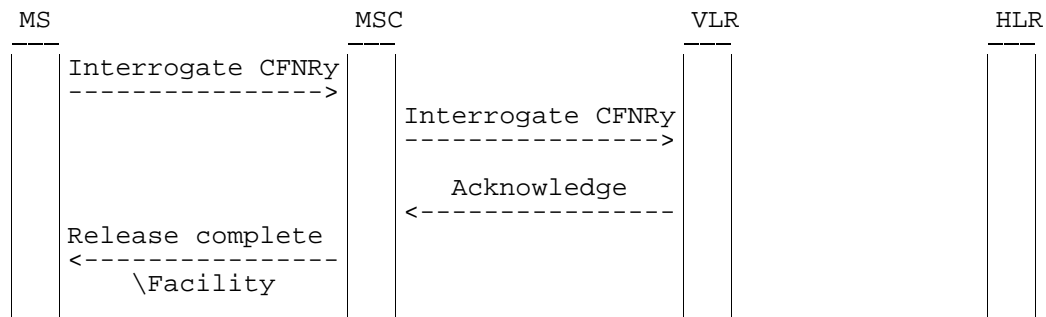 MS MSC VLR HLR
Interrogate CFNRy
---------------->
Interrogate CFNRy
---------------->
Acknowledge
<----------------
Release complete
<----------------
\Facility